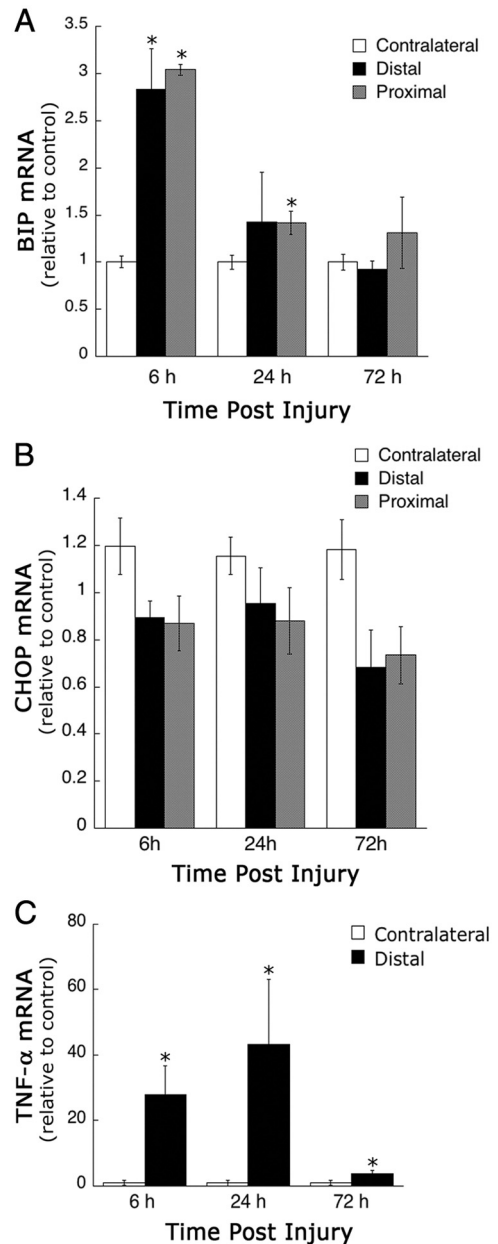 A
BIP mRNA
(relative to control)
3.5
3
2.5
2
1.5
1
0.5
0
Contralateral
Distal
Proximal
* *
*
6 h 24 h 72 h
Time Post Injury
B
CHOP mRNA
(relative to control)
Contralateral
Distal
Proximal
1.4
1.2
1
0.8
0.6
0.4
0.2
0
6h 24h 72h
Time Post Injury
C
TNF-α mRNA
(relative to control)
80
60
40
20
0
Contralateral
Distal
*
*
*
6 h 24 h 72 h
Time Post Injury